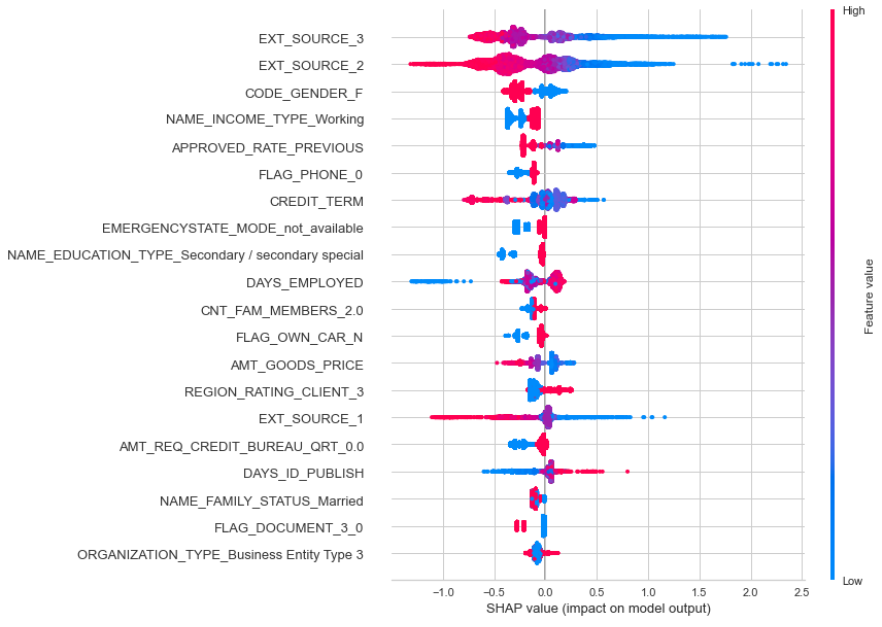 High
EXT_SOURCE_3
EXT_SOURCE_2
CODE_GENDER_F
NAME_INCOME_TYPE_Working
APPROVED_RATE_PREVIOUS
FLAG_PHONE_0
CREDIT_TERM
EMERGENCYSTATE_MODE_not_available
NAME_EDUCATION_TYPE_Secondary / secondary special
DAYS_EMPLOYED
CNT_FAM_MEMBERS_2.0
FLAG_OWN_CAR_N
AMT_GOODS_PRICE
REGION_RATING_CLIENT_3
EXT_SOURCE_1
AMT_REQ_CREDIT_BUREAU_QRT_0.0
DAYS_ID_PUBLISH
NAME_FAMILY_STATUS_Married
FLAG_DOCUMENT_3_0
ORGANIZATION_TYPE_Business Entity Type 3
Feature value
Low
−1.0 −0.5 0.0 0.5 1.0 1.5 2.0 2.5
SHAP value (impact on model output)